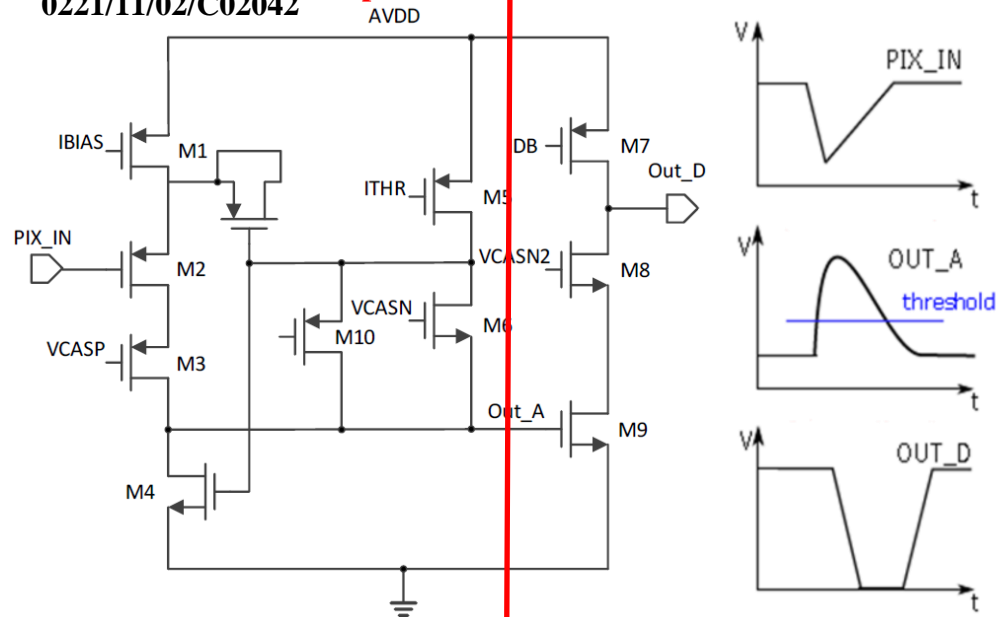 0221/11/02/C02042
AVDD
IBIAS
M1
PIX_IN
M2
VCASP
M3
M4
ITHR
M5
VCASN
M6
M10
Out_A
DB
M7
Out_D
VCASN2
M8
M9
V
PIX_IN
t
V
OUT_A
threshold
t
V
OUT_D
t